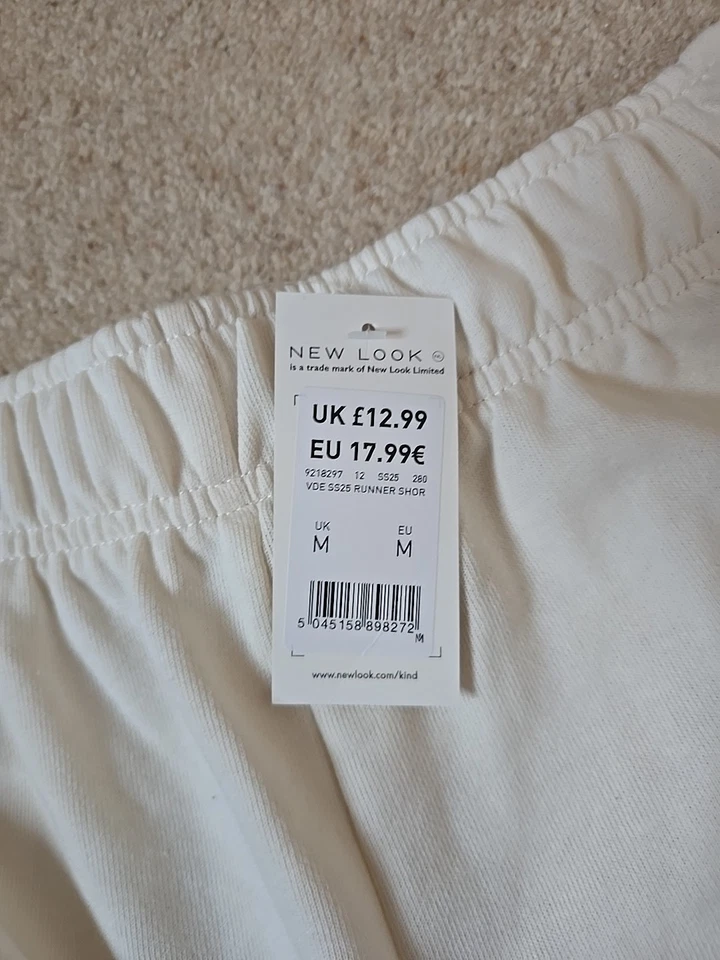 NEW LOOK
is a trade mark of New Look Limited
UK £12.99
EU 17.99€
9218297 12 SS25 280
VDE SS25 RUNNER SHOR
UK EU
M M
5 045158 898272
www.newlook.com/kind